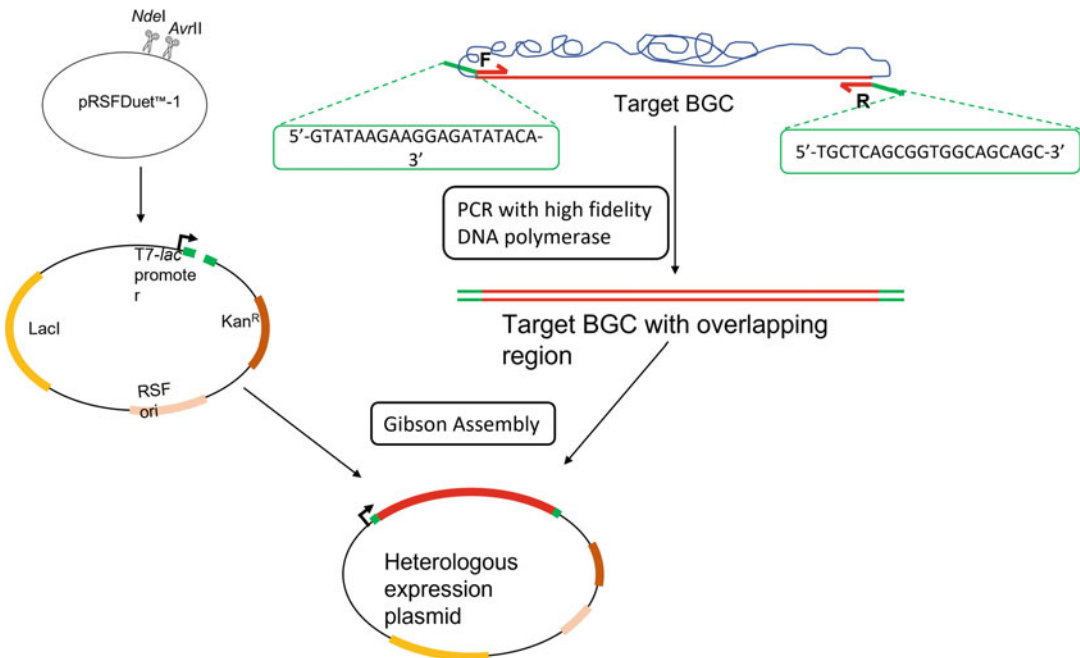 NdeI
AvrII
pRSFDuet™-1
F
Target BGC
R
5’-GTATAAGAAGGAGATATACA-
3’
5’-TGCTCAGCGGTGGCAGCAGC-3’
PCR with high fidelity
DNA polymerase
T7-lac
promote
r
LacI
Kanᴿ
RSF
ori
Target BGC with overlapping
region
Gibson Assembly
Heterologous
expression
plasmid